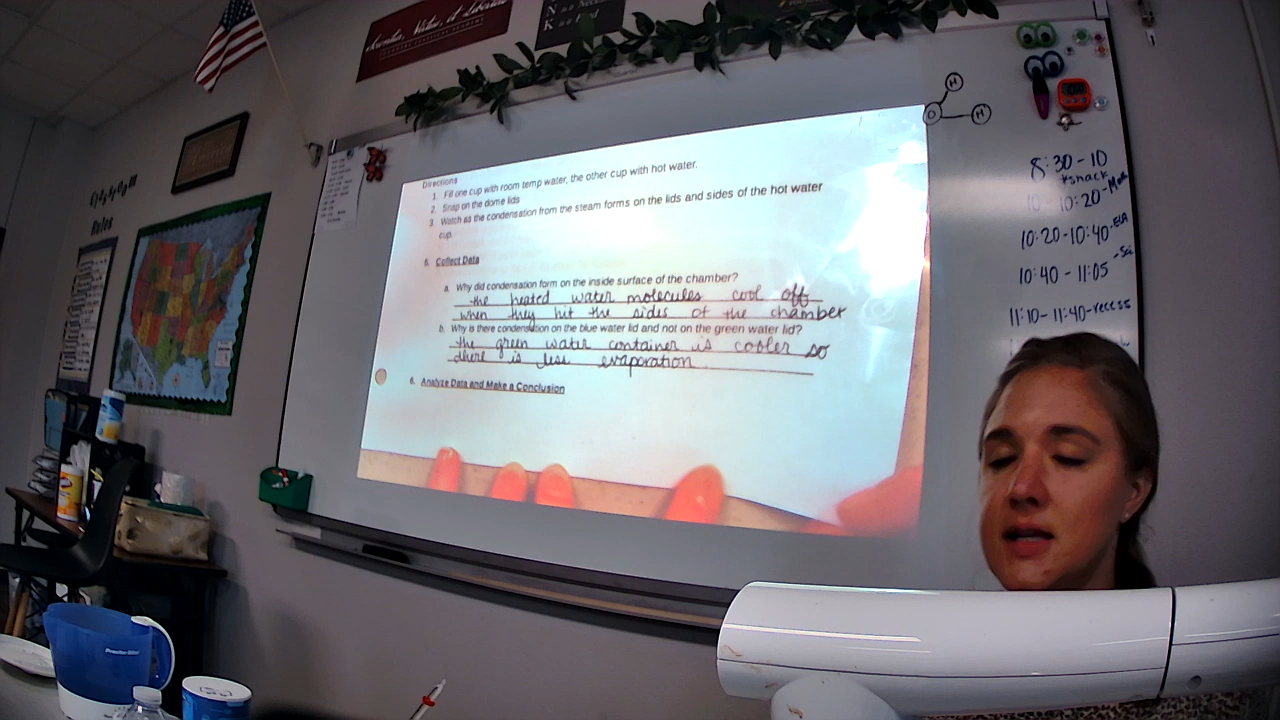 Rules
Directions
1. Fill one cup with room temp water, the other cup with hot water.
2. Snap on the dome lids
3. Watch as the condensation from the steam forms on the lids and sides of the hot water
cup.
5. Collect Data
a. Why did condensation form on the inside surface of the chamber?
the heated water molecules cool off
when they hit the sides of the chamber
b. Why is there condensation on the blue water lid and not on the green water lid?
the green water container is cooler so
there is less evaporation.
6. Analyze Data and Make a Conclusion
H
O H
8:30-10
*snack
10-10:20-Math
10:20-10:40-ELA
10:40-11:05-Sci
11:10-11:40-recess
Proctor Silex